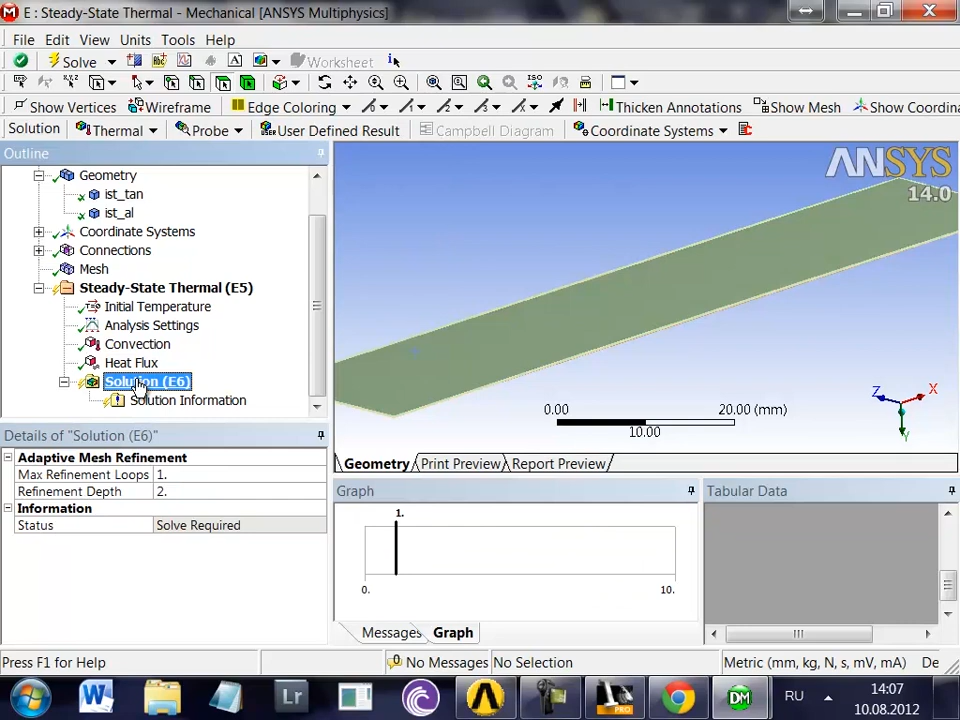 E : Steady-State Thermal - Mechanical [ANSYS Multiphysics]
File Edit View Units Tools Help
Solve Worksheet
Show Vertices Wireframe Edge Coloring Thicken Annotations Show Mesh Show Coordina
Solution Thermal Probe User Defined Result Campbell Diagram Coordinate Systems
Outline
Geometry
ist_tan
ist_al
Coordinate Systems
Connections
Mesh
Steady-State Thermal (E5)
Initial Temperature
Analysis Settings
Convection
Heat Flux
Solution (E6)
Solution Information
ANSYS
14.0
Z X
Y
0.00 20.00 (mm)
10.00
Geometry Print Preview Report Preview
Details of "Solution (E6)"
Adaptive Mesh Refinement
Max Refinement Loops 1.
Refinement Depth 2.
Information
Status Solve Required
Graph
1.
0. 10.
Messages Graph
Tabular Data
Press F1 for Help 0 No Messages No Selection Metric (mm, kg, N, s, mV, mA) De
W Lr PRO DM RU 14:07
10.08.2012